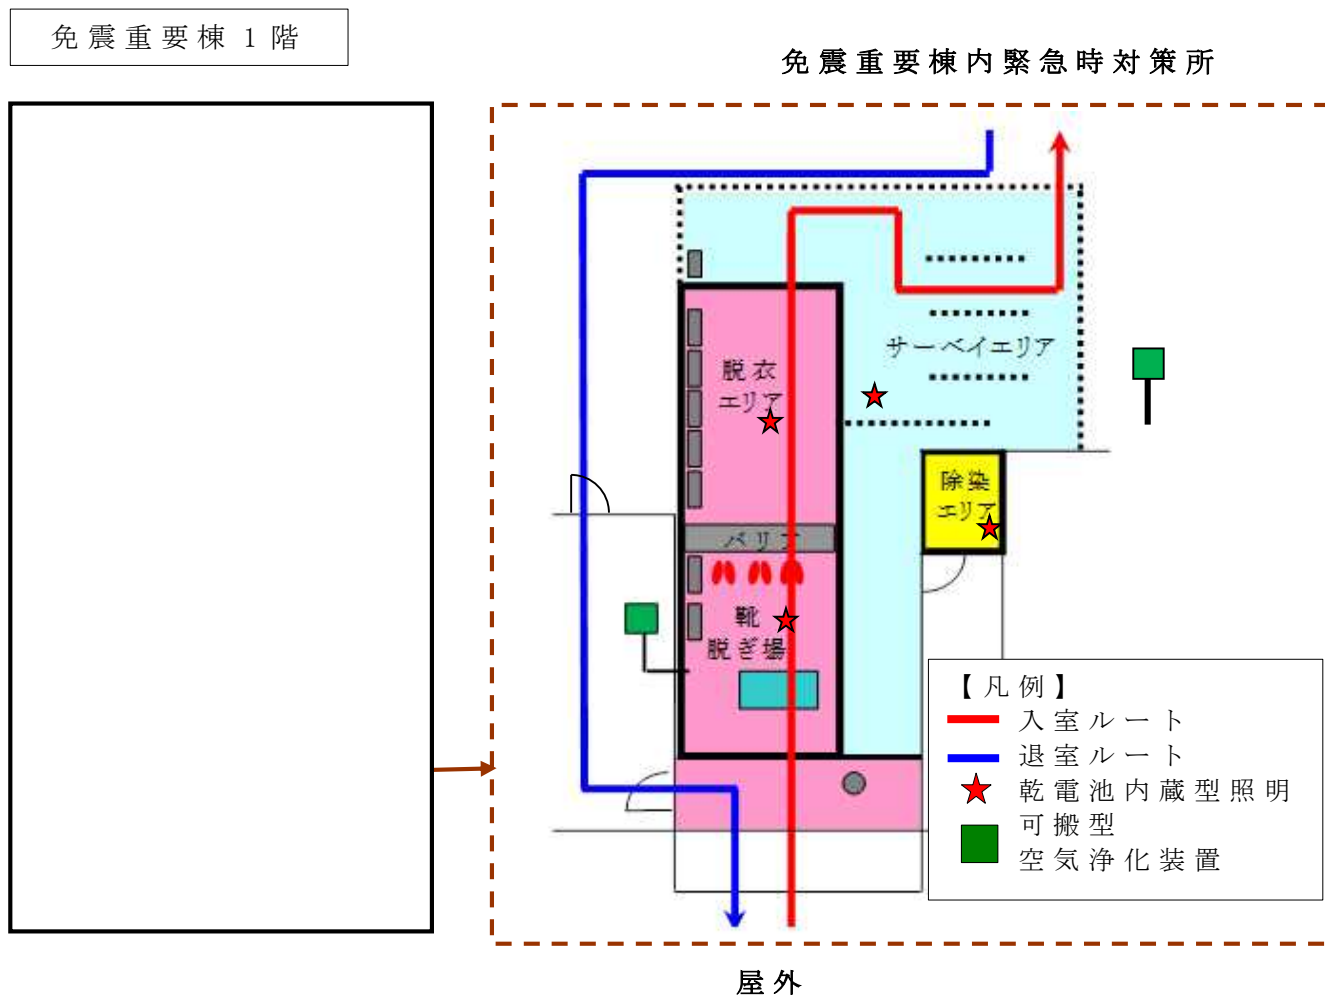 免震重要棟１階
免震重要棟内緊急時対策所
サーベイエリア
脱衣
エリア
除染
エリア
バリア
靴
脱ぎ場
【凡例】
入室ルート
退室ルート
乾電池内蔵型照明
可搬型
空気浄化装置
屋外